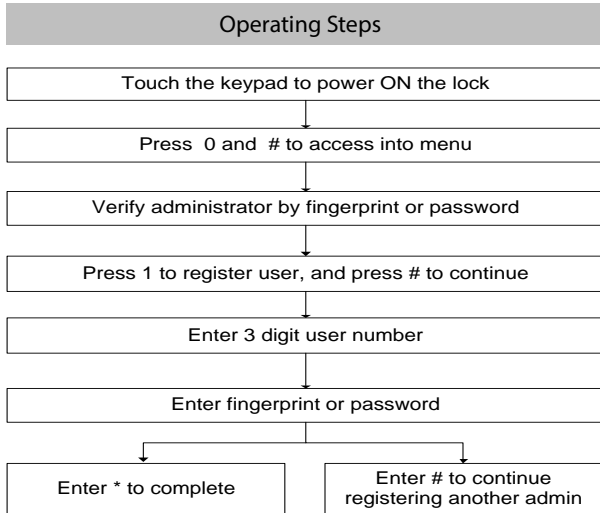 Operating Steps
Touch the keypad to power ON the lock
Press 0 and # to access into menu
Verify administrator by fingerprint or password
Press 1 to register user, and press # to continue
Enter 3 digit user number
Enter fingerprint or password
Enter * to complete
Enter # to continue
registering another admin